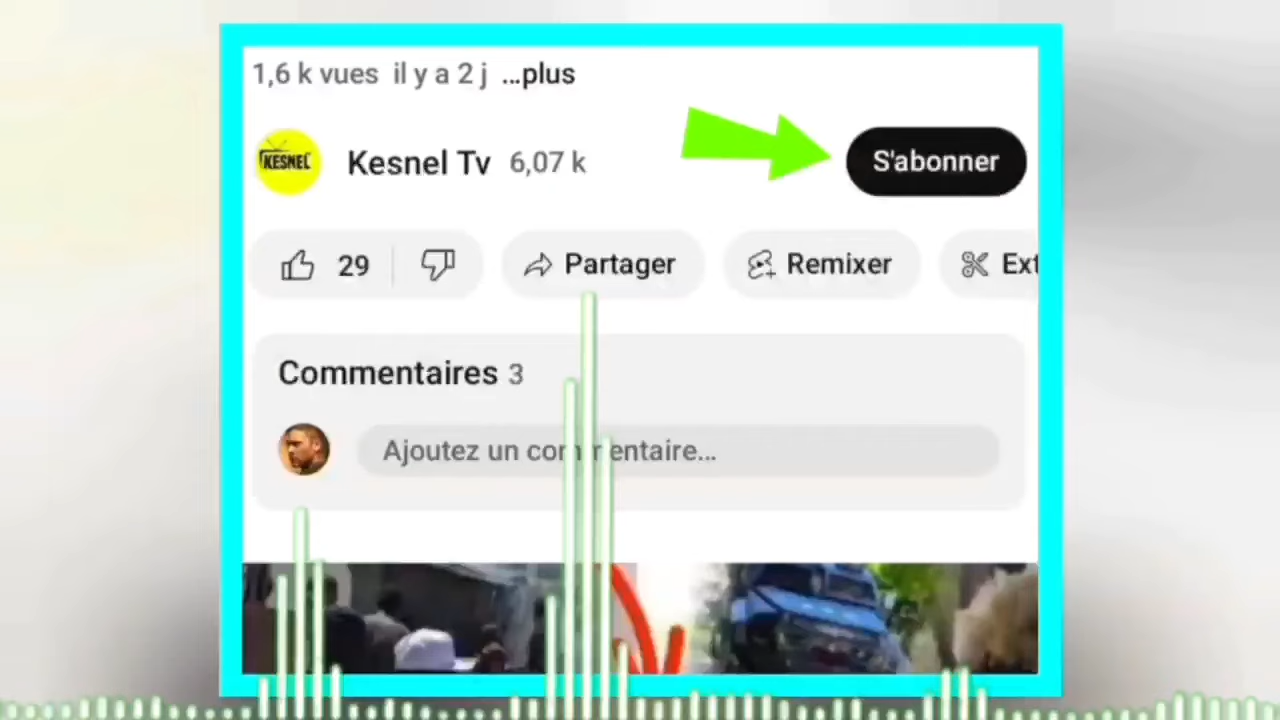 1,6 k vues il y a 2 j ...plus
KESNEL
Kesnel Tv 6,07 k
S'abonner
29
Partager
Remixer
Ext
Commentaires 3
Ajoutez un commentaire...